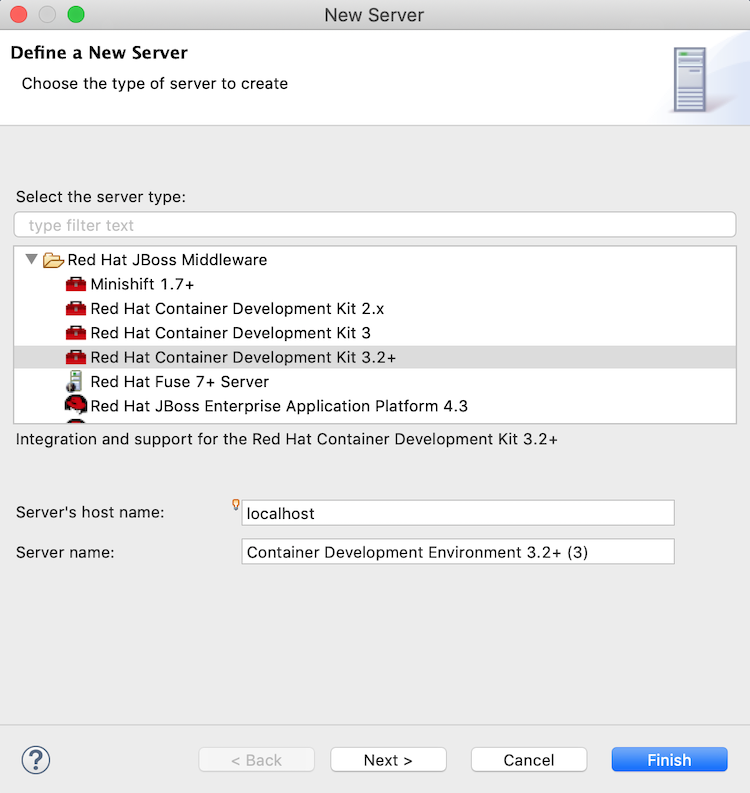 New Server
Define a New Server
Choose the type of server to create
Select the server type:
type filter text
Red Hat JBoss Middleware
Minishift 1.7+
Red Hat Container Development Kit 2.x
Red Hat Container Development Kit 3
Red Hat Container Development Kit 3.2+
Red Hat Fuse 7+ Server
Red Hat JBoss Enterprise Application Platform 4.3
Integration and support for the Red Hat Container Development Kit 3.2+
Server's host name: localhost
Server name: Container Development Environment 3.2+ (3)
? < Back Next > Cancel Finish